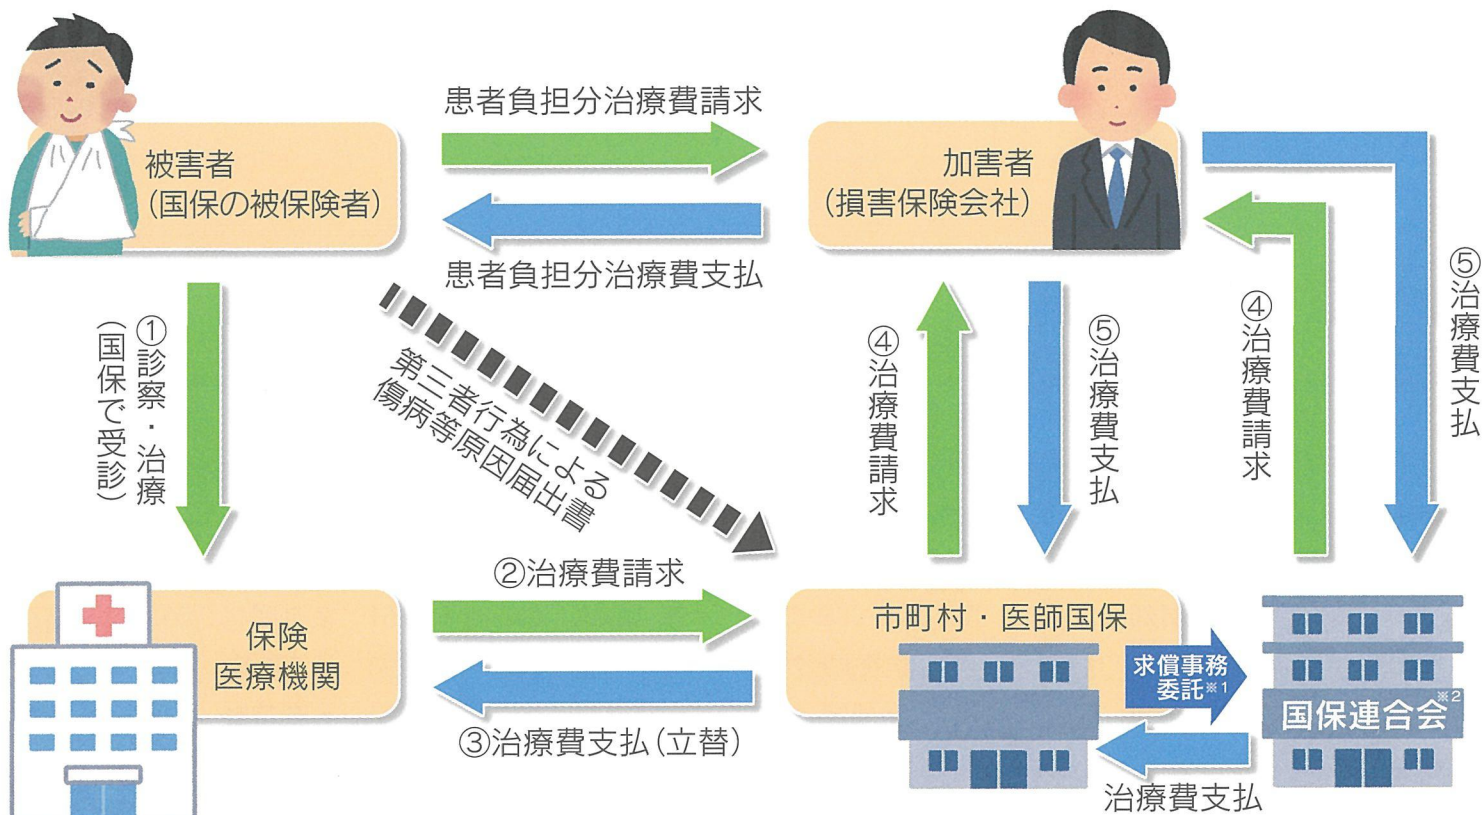 患者負担分治療費請求
被害者
(国保の被保険者)
加害者
(損害保険会社)
患者負担分治療費支払
①診察・治療
(国保で受診)
第三者行為による
傷病等原因届出書
④治療費請求
⑤治療費支払
④治療費請求
⑤治療費支払
②治療費請求
保険
医療機関
市町村・医師国保
求償事務
委託※1
国保連合会※2
③治療費支払(立替)
治療費支払